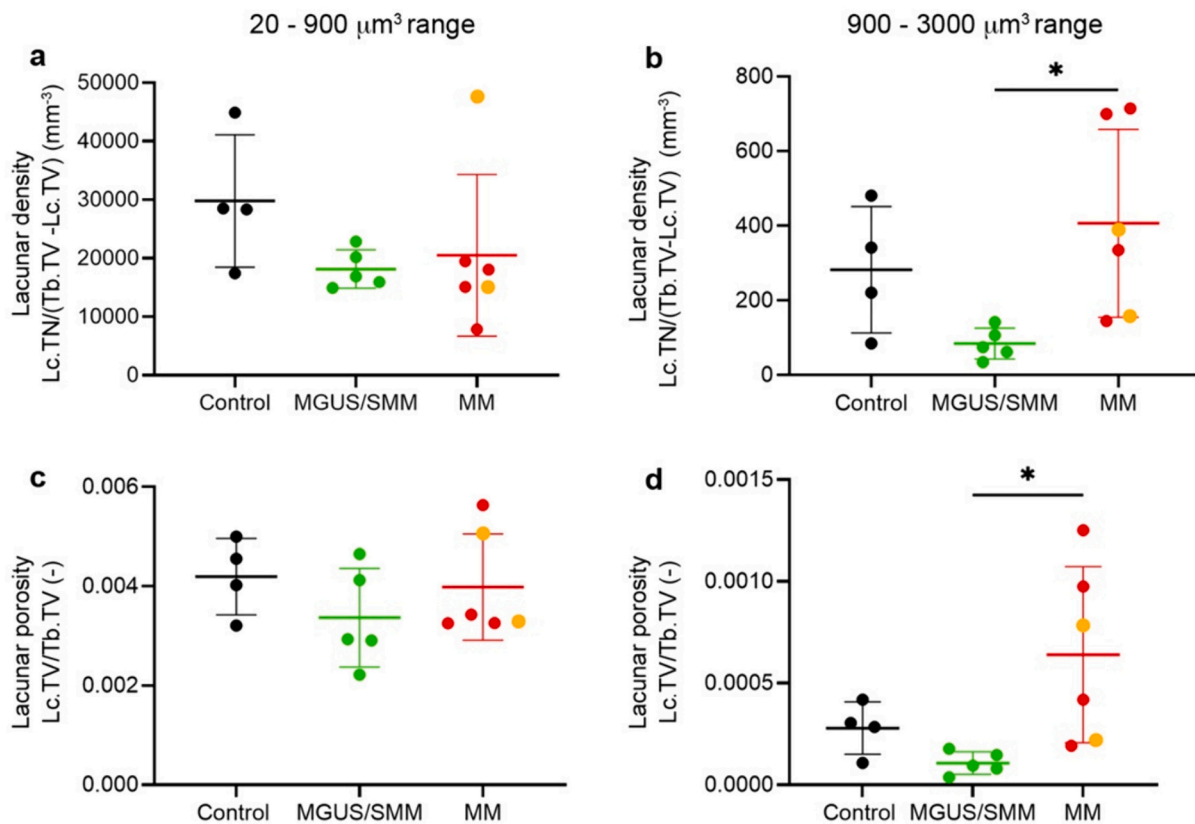 20 - 900 μm³ range
900 - 3000 μm³ range
a
Lacunar density
Lc.TN/(Tb.TV -Lc.TV) (mm⁻³)
50000
40000
30000
20000
10000
0
Control
MGUS/SMM
MM
b
Lacunar density
Lc.TN/(Tb.TV-Lc.TV) (mm⁻³)
800
600
400
200
0
*
Control
MGUS/SMM
MM
c
Lacunar porosity
Lc.TV/Tb.TV (-)
0.006
0.004
0.002
0.000
Control
MGUS/SMM
MM
d
Lacunar porosity
Lc.TV/Tb.TV (-)
0.0015
0.0010
0.0005
0.0000
*
Control
MGUS/SMM
MM